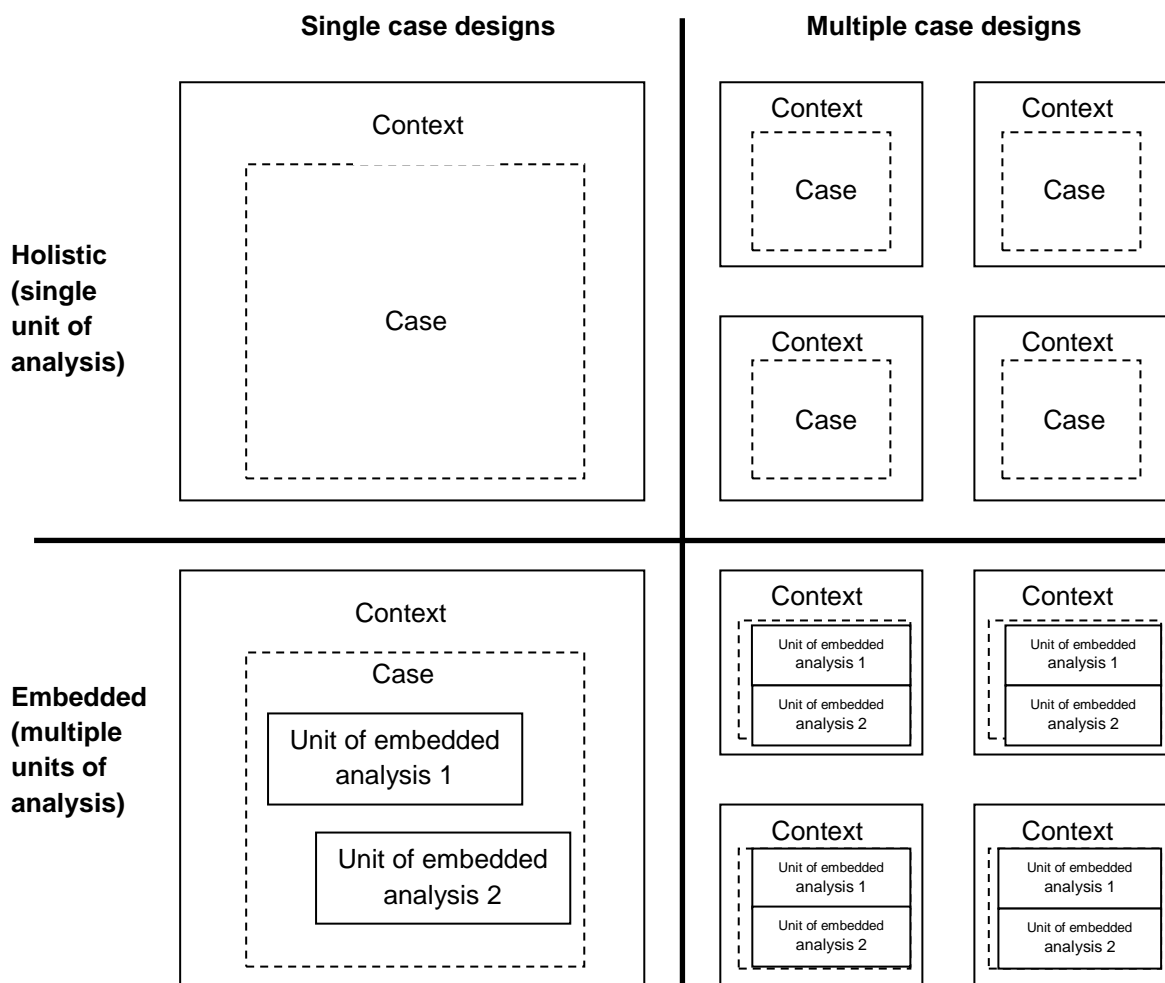 Single case designs
Multiple case designs
Holistic
(single
unit of
analysis)
Context
Case
Context
Case
Context
Case
Context
Case
Context
Case
Embedded
(multiple
units of
analysis)
Context
Case
Unit of embedded
analysis 1
Unit of embedded
analysis 2
Context
Unit of embedded
analysis 1
Unit of embedded
analysis 2
Context
Unit of embedded
analysis 1
Unit of embedded
analysis 2
Context
Unit of embedded
analysis 1
Unit of embedded
analysis 2
Context
Unit of embedded
analysis 1
Unit of embedded
analysis 2